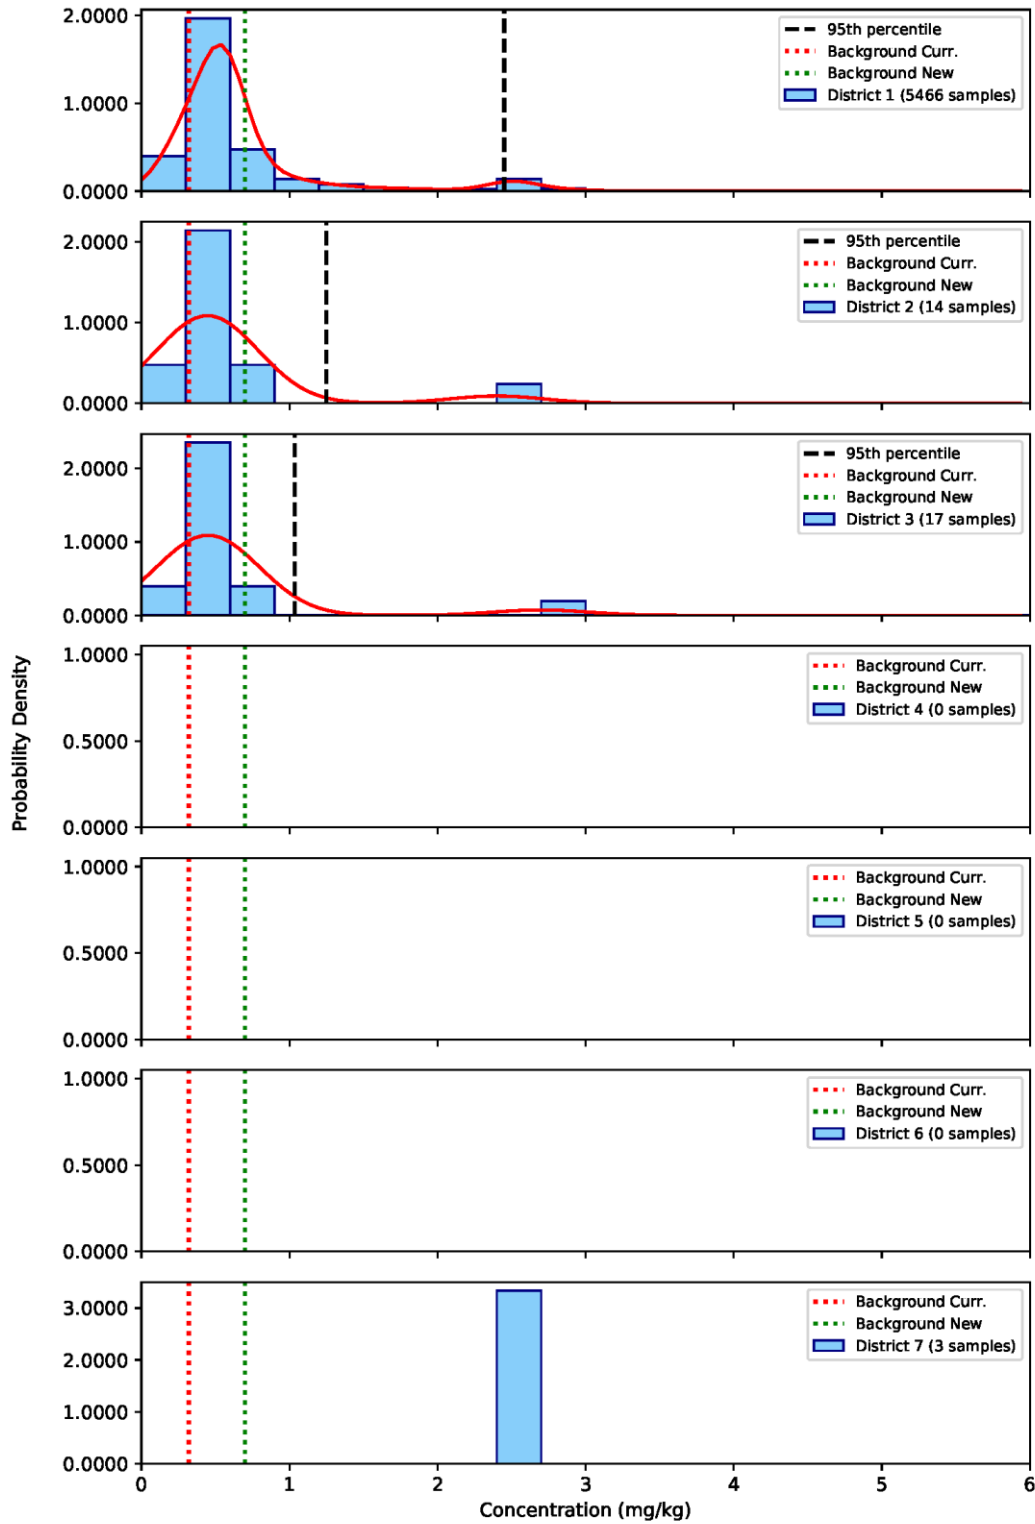 2.0000
1.0000
0.0000
95th percentile
Background Curr.
Background New
District 1 (5466 samples)
2.0000
1.0000
0.0000
95th percentile
Background Curr.
Background New
District 2 (14 samples)
2.0000
1.0000
0.0000
95th percentile
Background Curr.
Background New
District 3 (17 samples)
Probability Density
1.0000
0.5000
0.0000
Background Curr.
Background New
District 4 (0 samples)
1.0000
0.5000
0.0000
Background Curr.
Background New
District 5 (0 samples)
1.0000
0.5000
0.0000
Background Curr.
Background New
District 6 (0 samples)
3.0000
2.0000
1.0000
0.0000
Background Curr.
Background New
District 7 (3 samples)
0 1 2 3 4 5 6
Concentration (mg/kg)